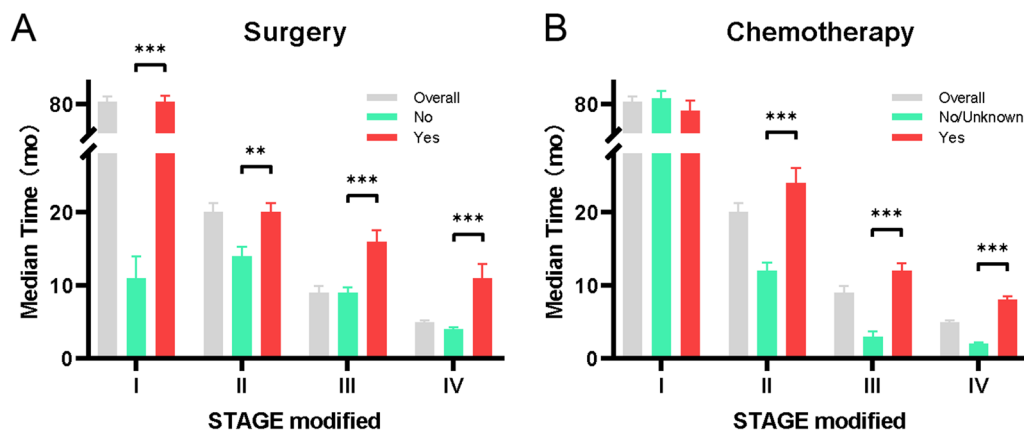 A
Surgery
Median Time (mo)
80
20
10
0
***
**
***
***
Overall
No
Yes
I
II
III
IV
STAGE modified
B
Chemotherapy
Median Time (mo)
80
20
10
0
***
***
***
Overall
No/Unknown
Yes
I
II
III
IV
STAGE modified